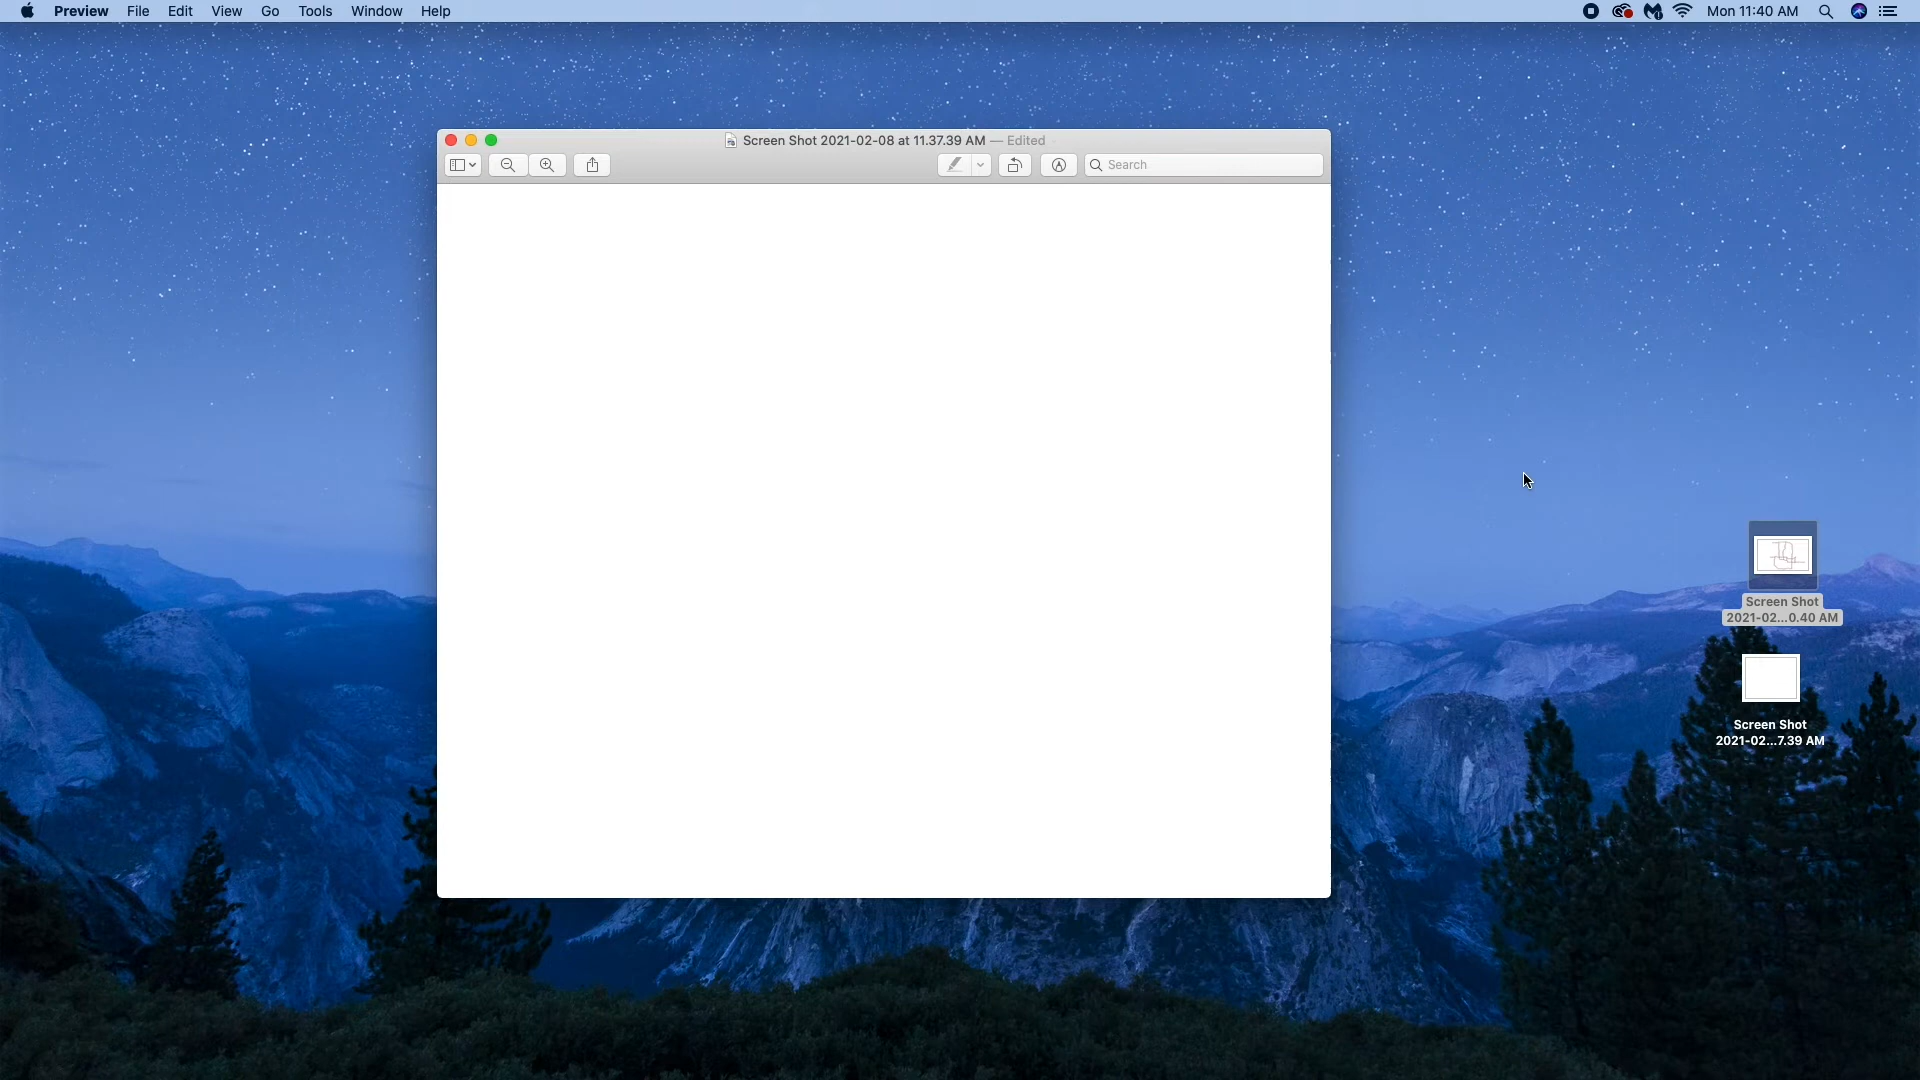 Preview File Edit View Go Tools Window Help Mon 11:40 AM
Screen Shot 2021-02-08 at 11.37.39 AM — Edited
Search
Screen Shot
2021-02...0.40 AM
Screen Shot
2021-02...7.39 AM